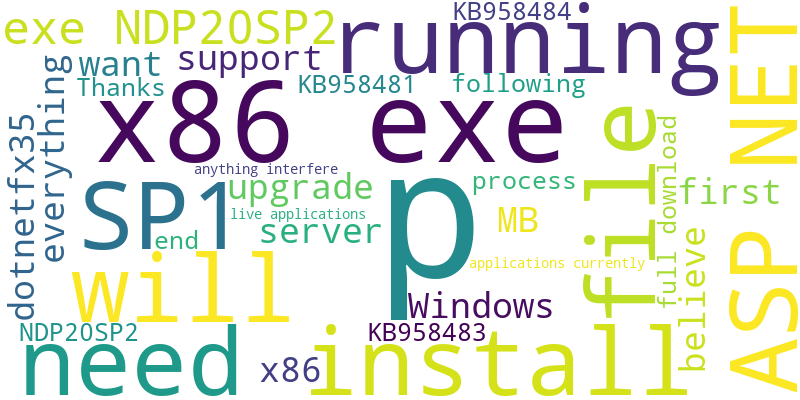 exe NDP20SP2
KB958484
running
ASP NET
want
support
Thanks
KB958481
following
everything
dotnetfx35
x86 exe
file
full download
anything interfere
SP1
upgrade
p
process
first
live applications
MB
end
server
believe
applications currently
will
Windows
NDP20SP2
KB958483
need
x86
install